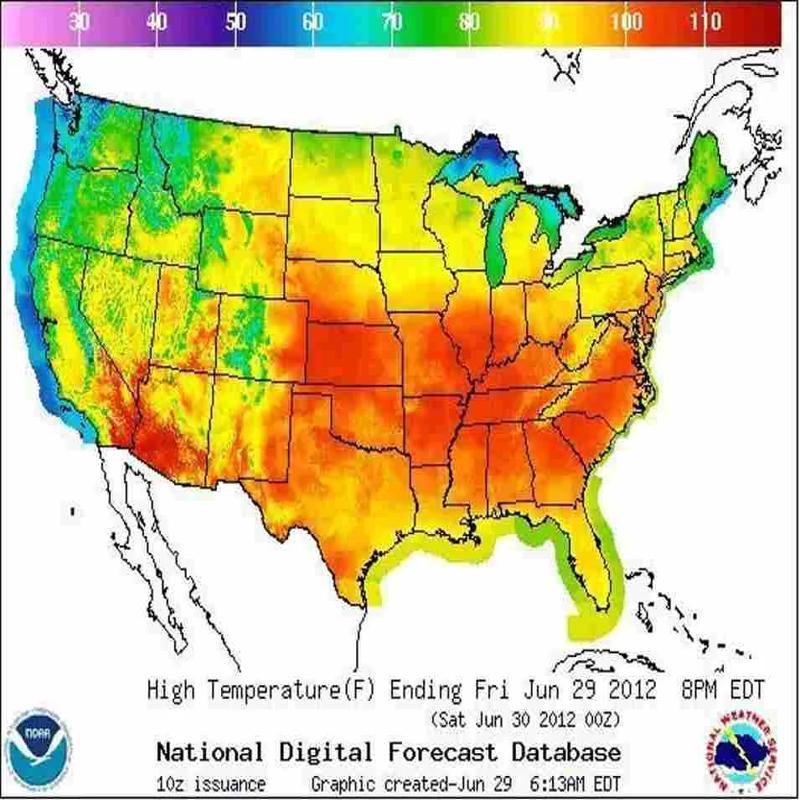 30 40 50 60 70 80 90 100 110
High Temperature(F) Ending Fri Jun 29 2012 8PM EDT
(Sat Jun 30 2012 00Z)
National Digital Forecast Database
10z issuance Graphic created-Jun 29 6:13AM EDT
NOAA
NATIONAL WEATHER SERVICE